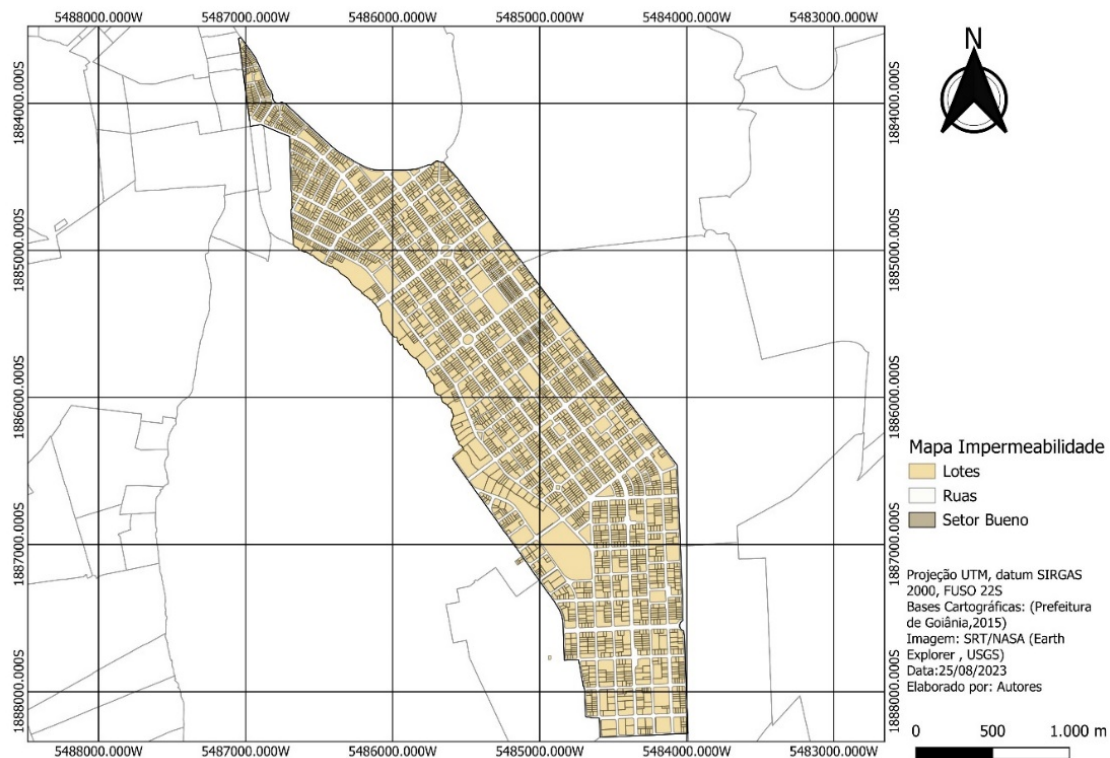 5488000.000W 5487000.000W 5486000.000W 5485000.000W 5484000.000W 5483000.000W
N
1884000.000S 1884000.000S
1885000.000S 1885000.000S
1886000.000S 1886000.000S
1887000.000S 1887000.000S
1888000.000S 1888000.000S
5488000.000W 5487000.000W 5486000.000W 5485000.000W 5484000.000W 5483000.000W
Mapa Impermeabilidade
Lotes
Ruas
Setor Bueno
Projeção UTM, datum SIRGAS
2000, FUSO 22S
Bases Cartográficas: (Prefeitura
de Goiânia,2015)
Imagem: SRT/NASA (Earth
Explorer , USGS)
Data:25/08/2023
Elaborado por: Autores
0 500 1.000 m